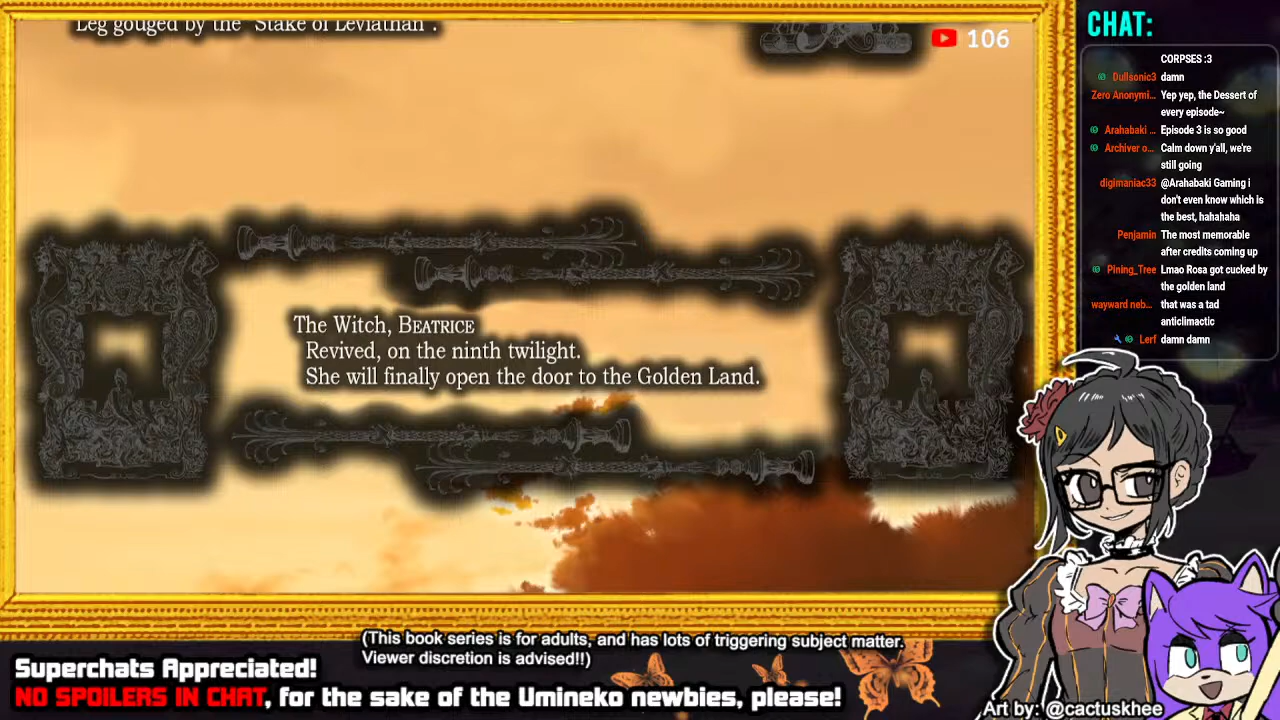 Leg gouged by the "Stake of Leviathan".
106
The Witch, BEATRICE
Revived, on the ninth twilight.
She will finally open the door to the Golden Land.
CHAT:
CORPSES :3
Dullsonic3 damn
Zero Anonymi... Yep yep, the Dessert of
every episode~
Arahabaki ... Episode 3 is so good
Archiver o... Calm down y'all, we're
still going
digimaniac33 @Arahabaki Gaming i
don't even know which is
the best, hahahaha
Penjamin The most memorable
after credits coming up
Pining_Tree Lmao Rosa got cucked by
the golden land
wayward neb... that was a tad
anticlimactic
Lerf damn damn
(This book series is for adults, and has lots of triggering subject matter.
Viewer discretion is advised!!)
Superchats Appreciated!
NO SPOILERS IN CHAT, for the sake of the Umineko newbies, please!
Art by: @cactuskhee